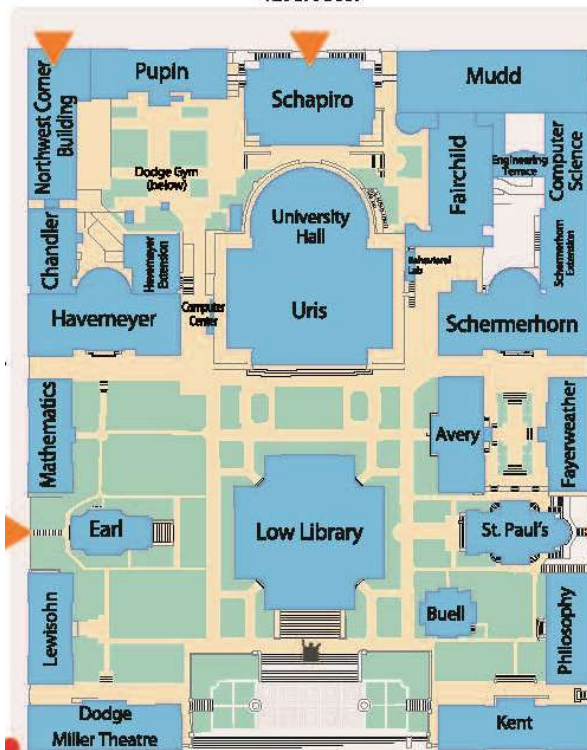 Northwest Corner
Building
Pupin
Schapiro
Mudd
Dodge Gym
(below)
Fairchild
Engineering
Terrace
Computer
Science
Chandler
Havemeyer
Extension
University
Hall
Behavioral
Lab
Schermerhorn
Extension
Havemeyer
Computer
Center
Uris
Schermerhorn
Mathematics
Avery
Fayerweather
Earl
Low Library
St. Paul's
Lewisohn
Buell
Philosophy
Dodge
Miller Theatre
Kent